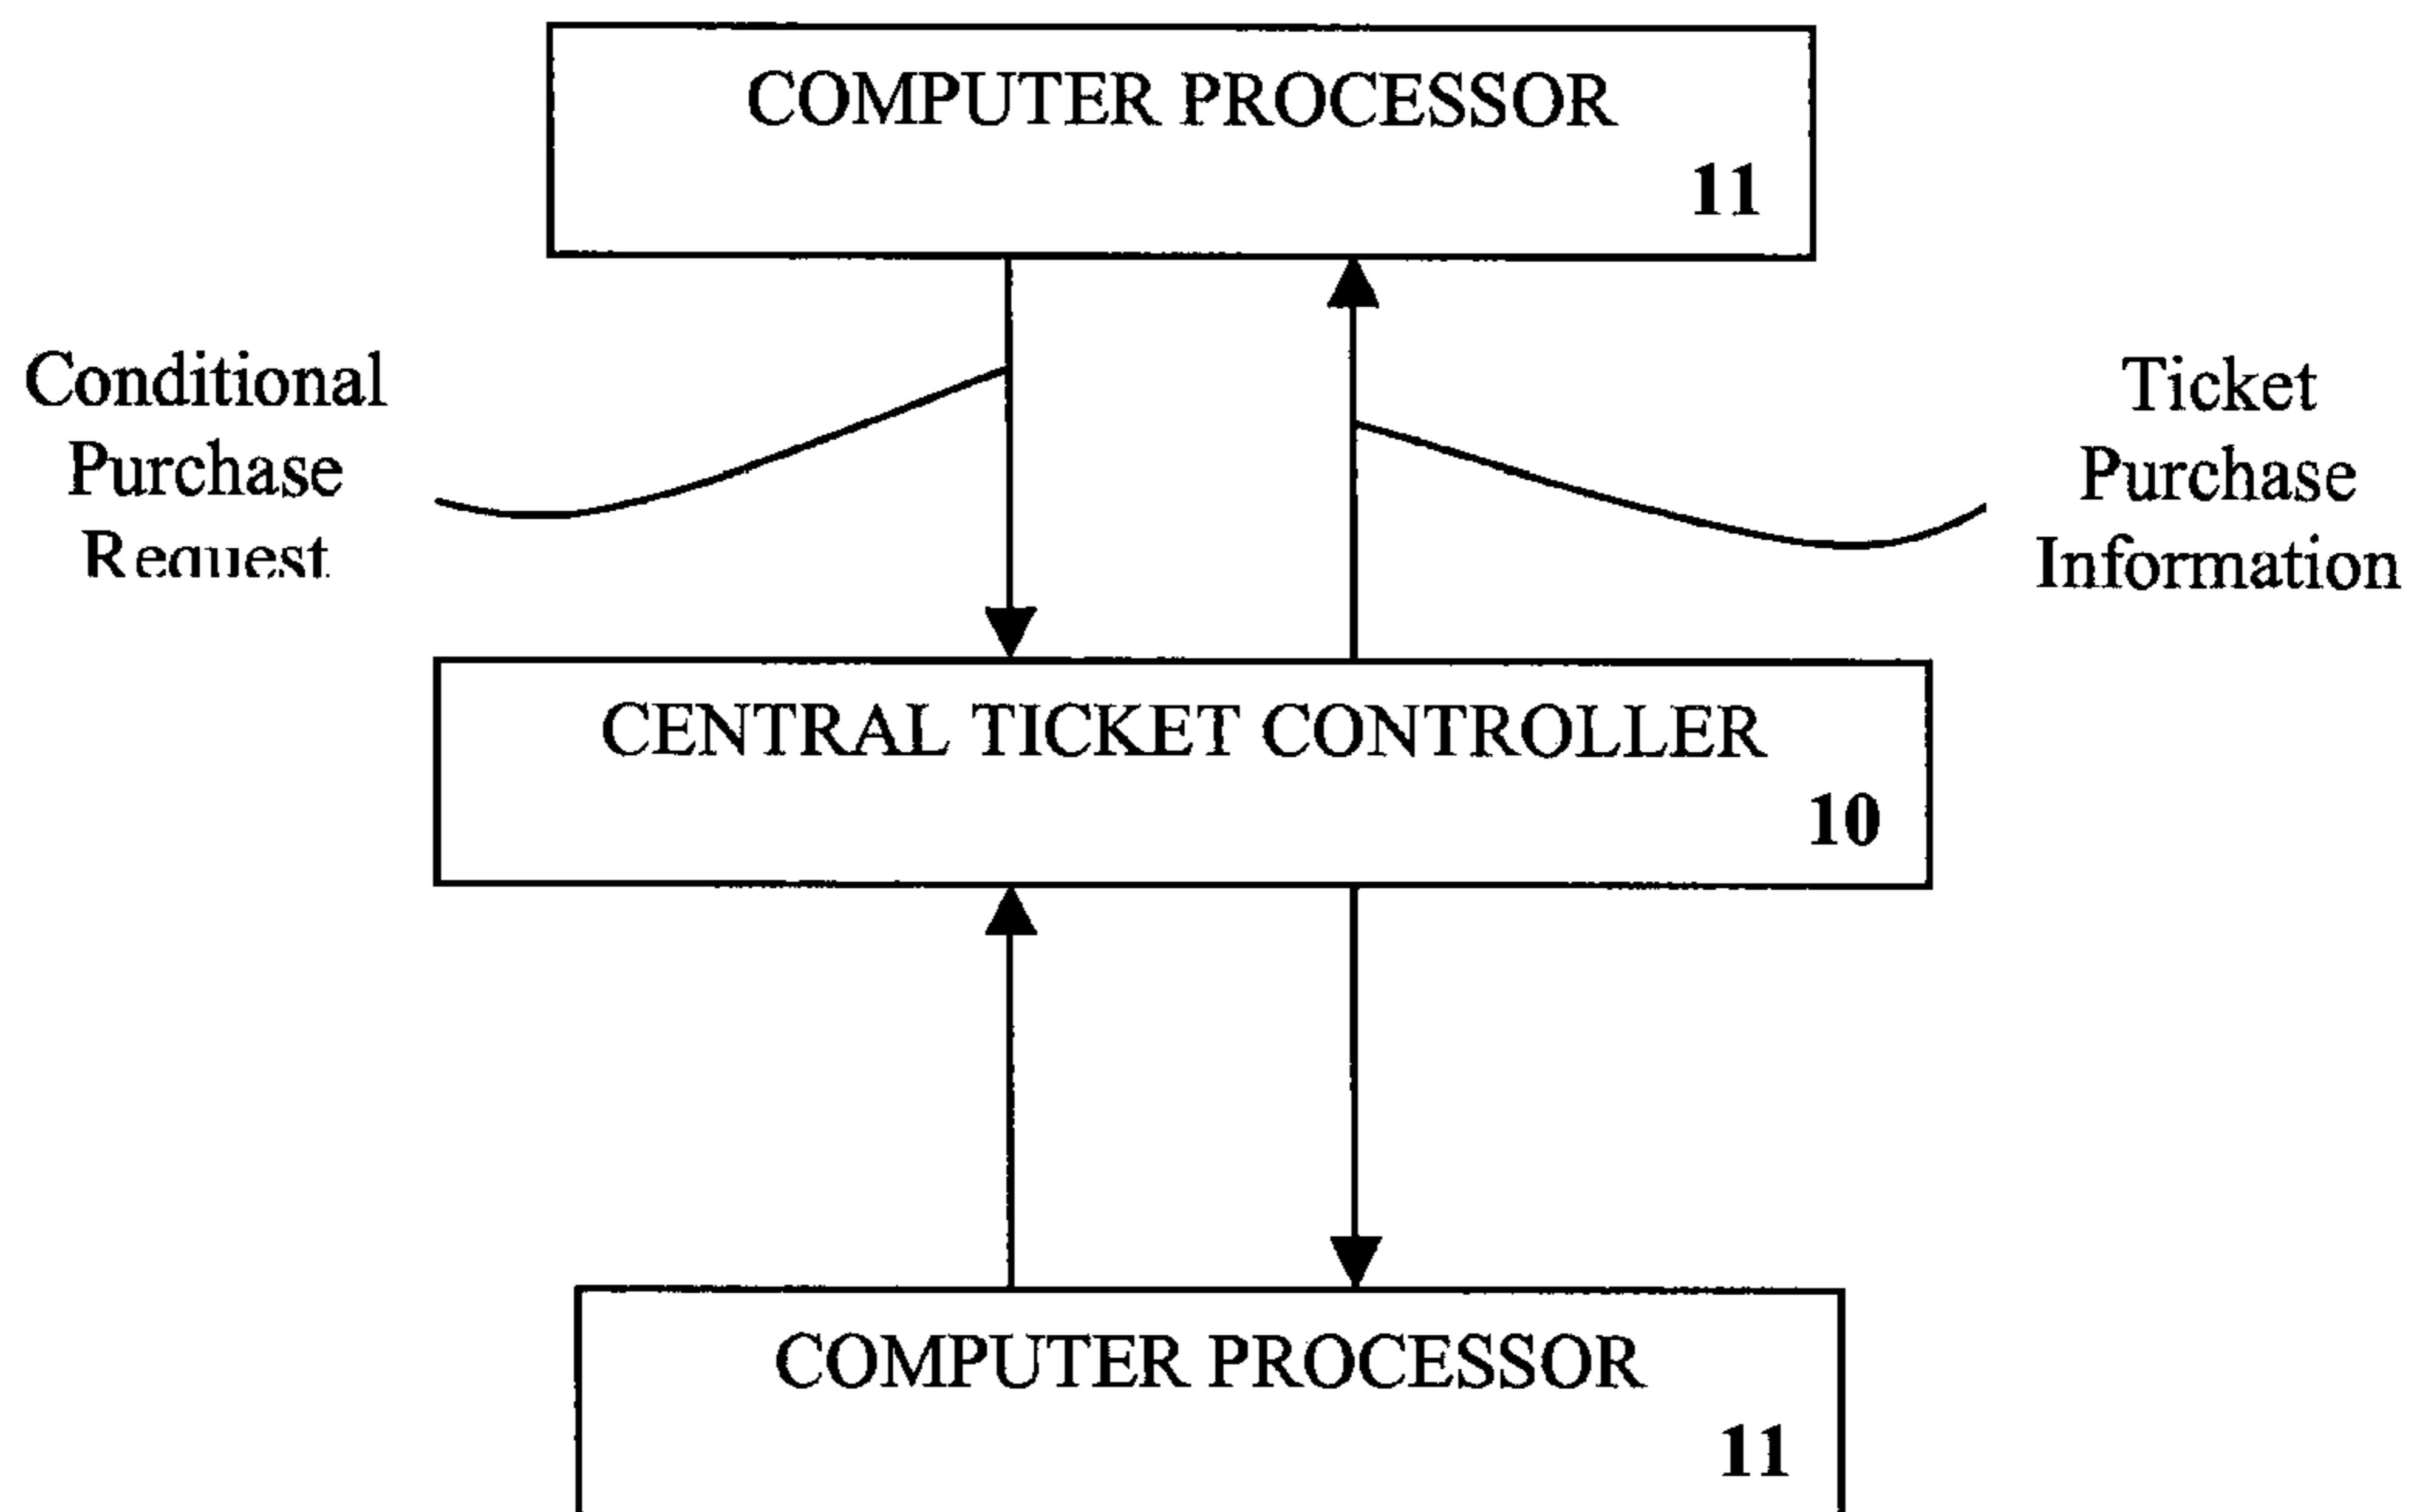 COMPUTER PROCESSOR
11
Conditional
Purchase
Request
Ticket
Purchase
Information
CENTRAL TICKET CONTROLLER
10
COMPUTER PROCESSOR
11